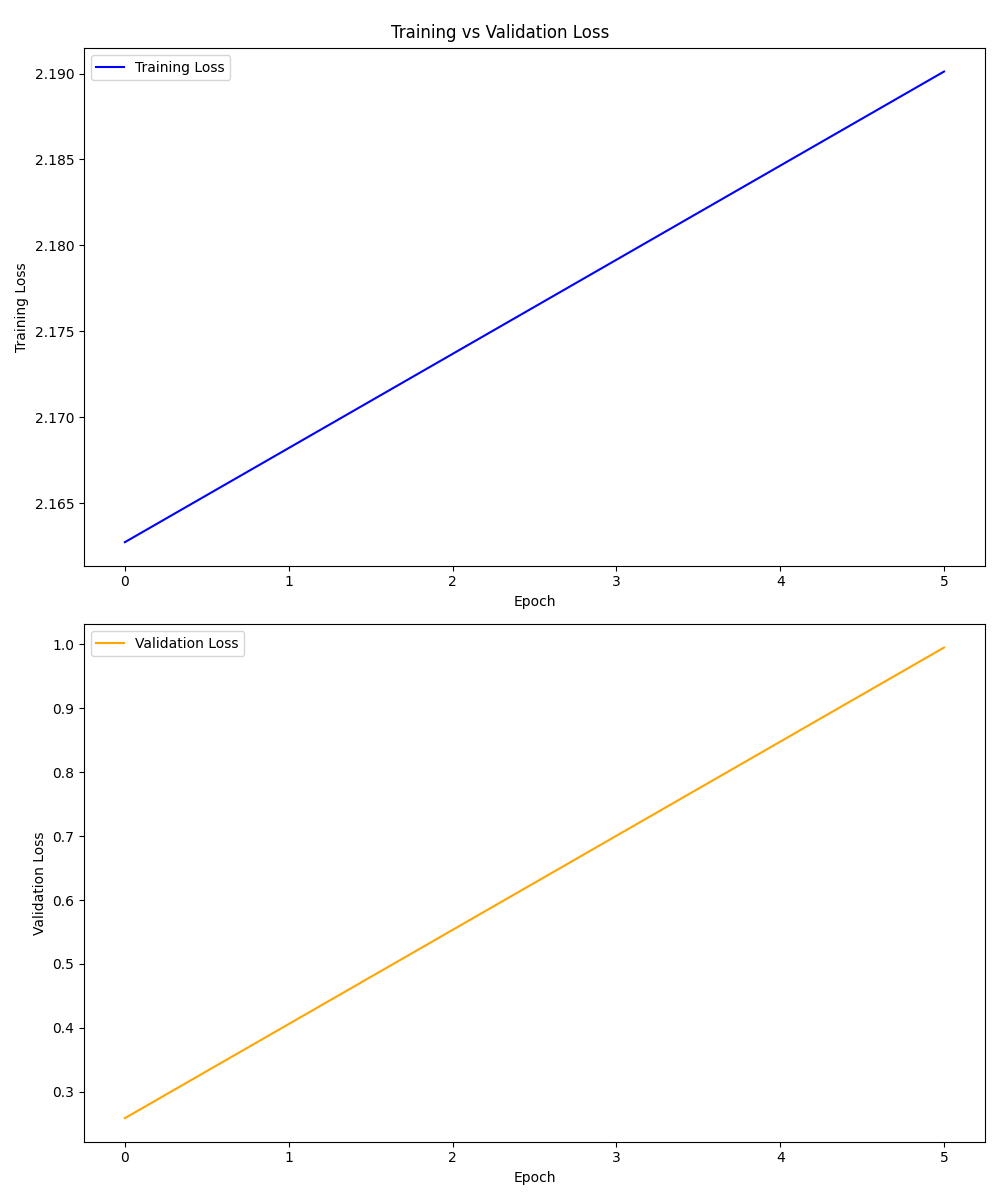 Training vs Validation Loss
Training Loss
2.190
2.185
2.180
2.175
2.170
2.165
Training Loss
0 1 2 3 4 5
Epoch
Validation Loss
1.0
0.9
0.8
0.7
0.6
0.5
0.4
0.3
Validation Loss
0 1 2 3 4 5
Epoch